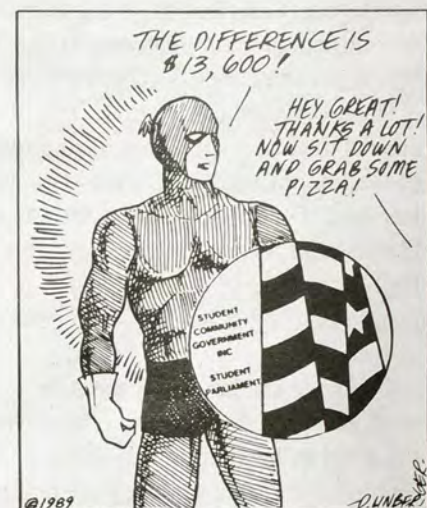 THE DIFFERENCE IS
$13,600!
HEY, GREAT!
THANKS A LOT!
NOW SIT DOWN
AND GRAB SOME
PIZZA!
STUDENT
COMMUNITY
GOVERNMENT
INC
STUDENT
PARLIAMENT
©1989
D. UNBER